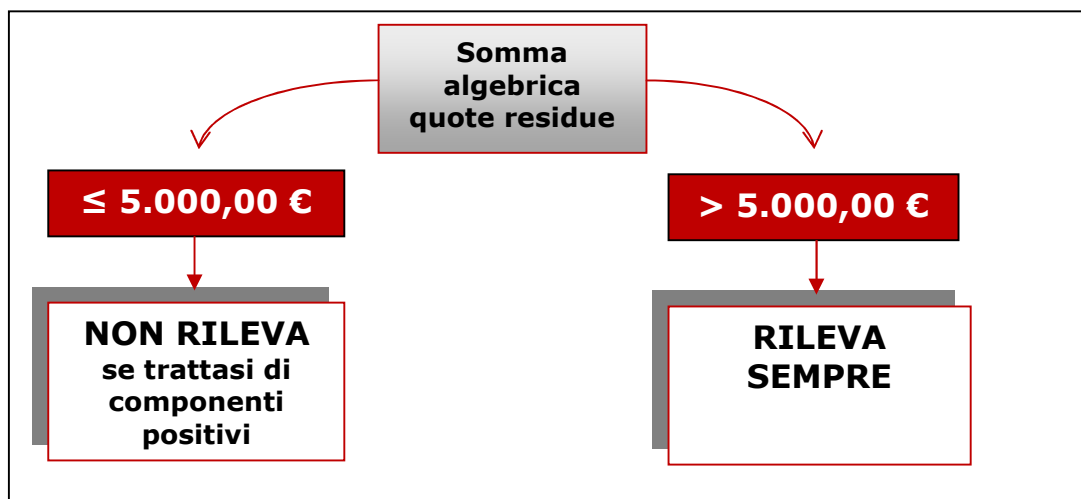 Somma
algebrica
quote residue
≤ 5.000,00 €
> 5.000,00 €
NON RILEVA
se trattasi di
componenti
positivi
RILEVA
SEMPRE